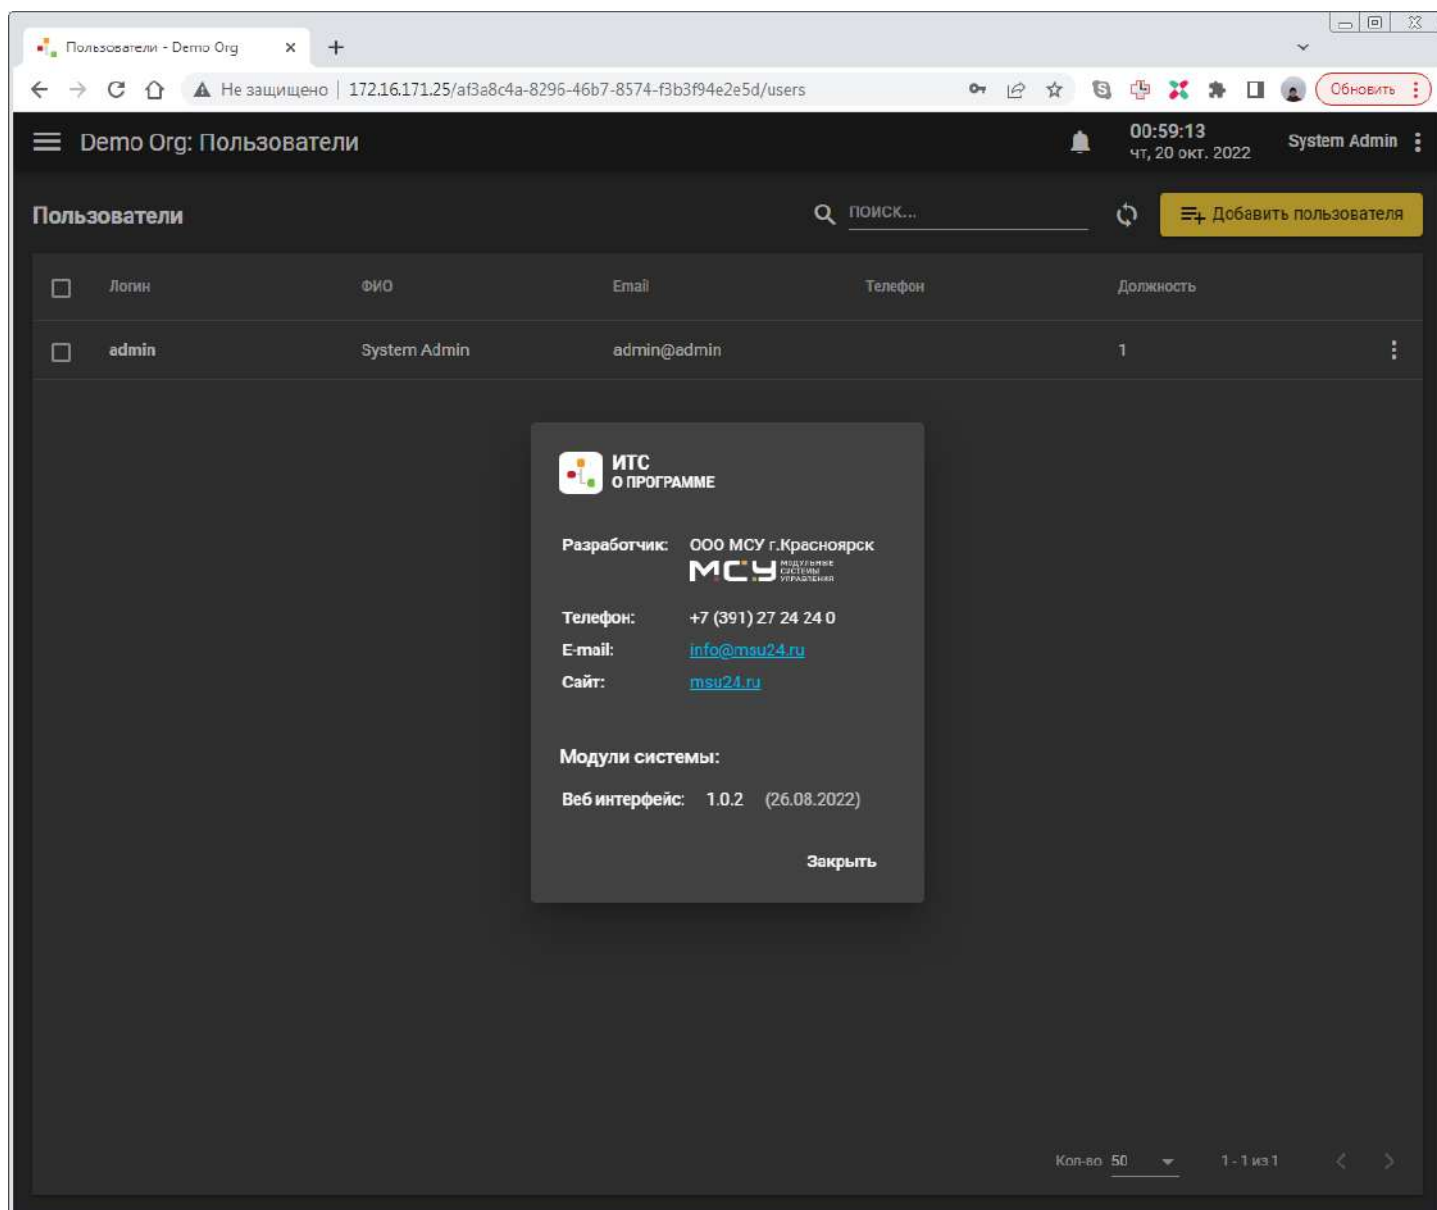 Пользователи - Demo Org
Не защищено | 172.16.171.25/af3a8c4a-8296-46b7-8574-f3b3f94e2e5d/users
Обновить
Demo Org: Пользователи
00:59:13
чт, 20 окт. 2022
System Admin
Пользователи
поиск...
Добавить пользователя
Логин ФИО Email Телефон Должность
admin System Admin admin@admin 1
ИТС
О ПРОГРАММЕ
Разработчик: ООО МСУ г.Красноярск
МСУ МОДУЛЬНЫЕ
СИСТЕМЫ
УПРАВЛЕНИЯ
Телефон: +7 (391) 27 24 24 0
E-mail: info@msu24.ru
Сайт: msu24.ru
Модули системы:
Веб интерфейс: 1.0.2 (26.08.2022)
Закрыть
Кол-во 50 1 - 1 из 1